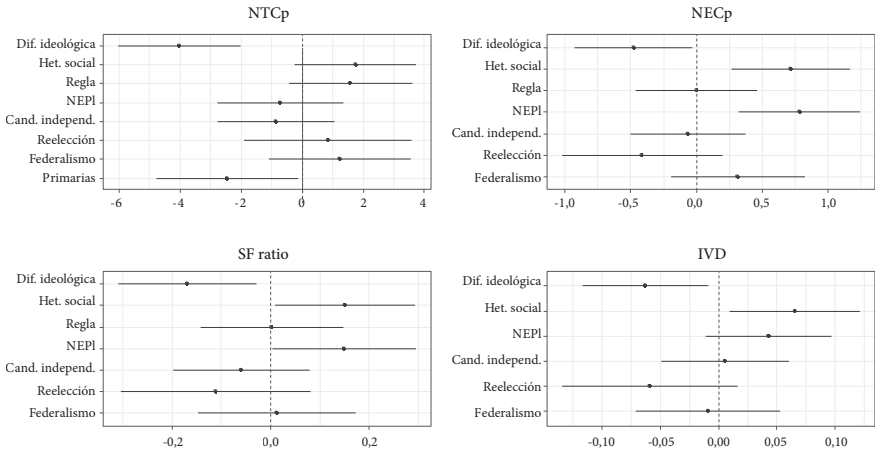 NTCp
Dif. ideológica
Het. social
Regla
NEPl
Cand. independ.
Reelección
Federalismo
Primarias
-6 -4 -2 0 2 4
NECp
Dif. ideológica
Het. social
Regla
NEPl
Cand. independ.
Reelección
Federalismo
-1,0 -0,5 0,0 0,5 1,0
SF ratio
Dif. ideológica
Het. social
Regla
NEPl
Cand. independ.
Reelección
Federalismo
-0,2 0,0 0,2
IVD
Dif. ideológica
Het. social
NEPl
Cand. independ.
Reelección
Federalismo
-0,10 -0,05 0,00 0,05 0,10